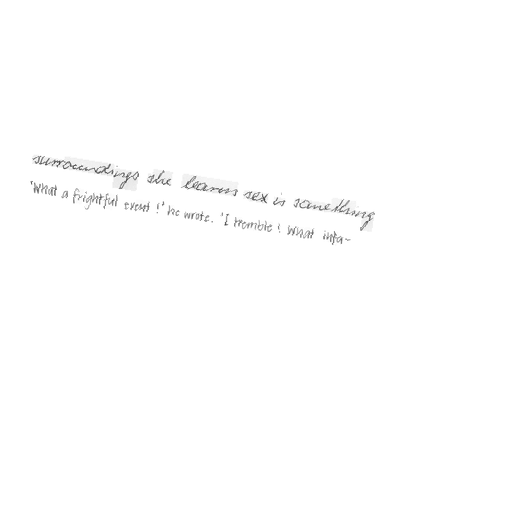 surroundings she learns sex is something
'What a frightful event!' he wrote. 'I tremble! What infa-